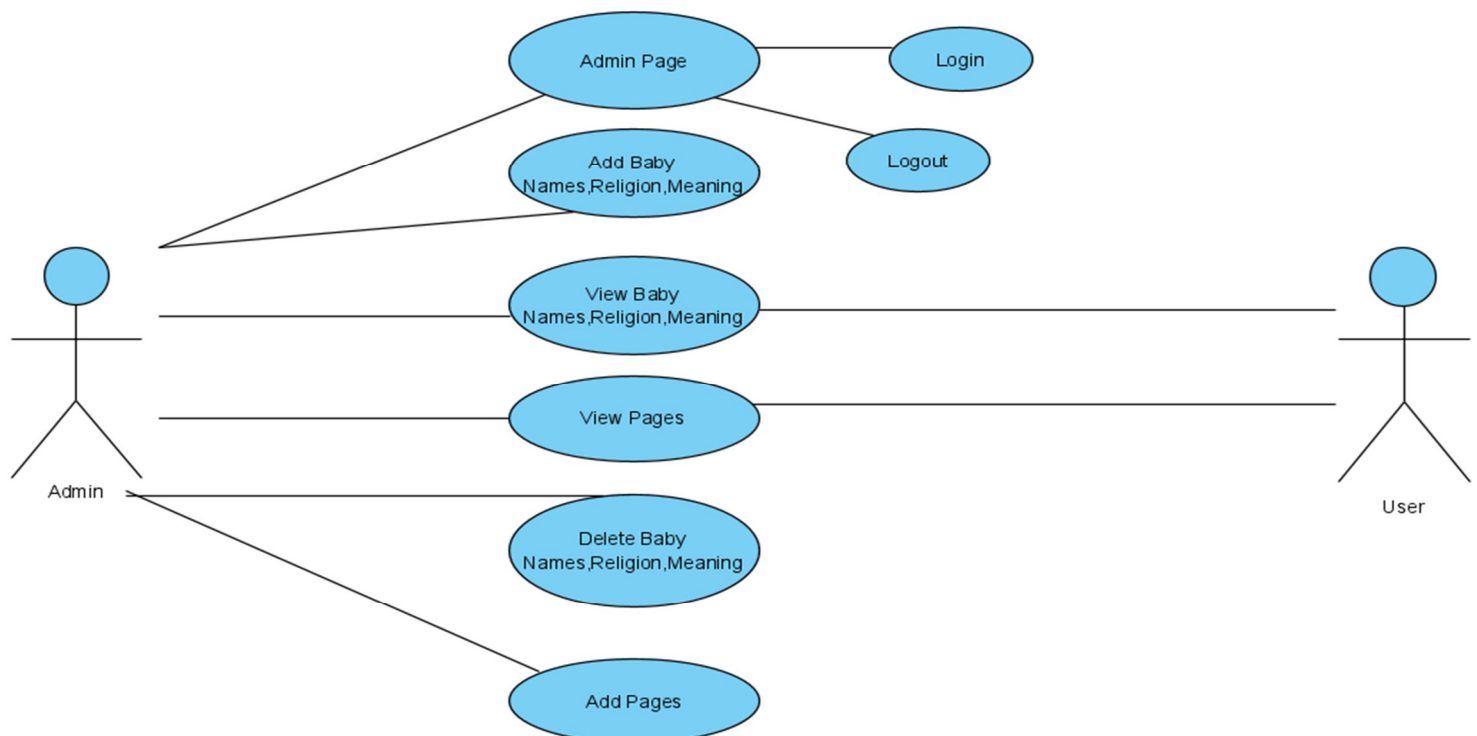 Admin Page
Login
Add Baby
Names,Religion,Meaning
Logout
View Baby
Names,Religion,Meaning
View Pages
Admin
User
Delete Baby
Names,Religion,Meaning
Add Pages